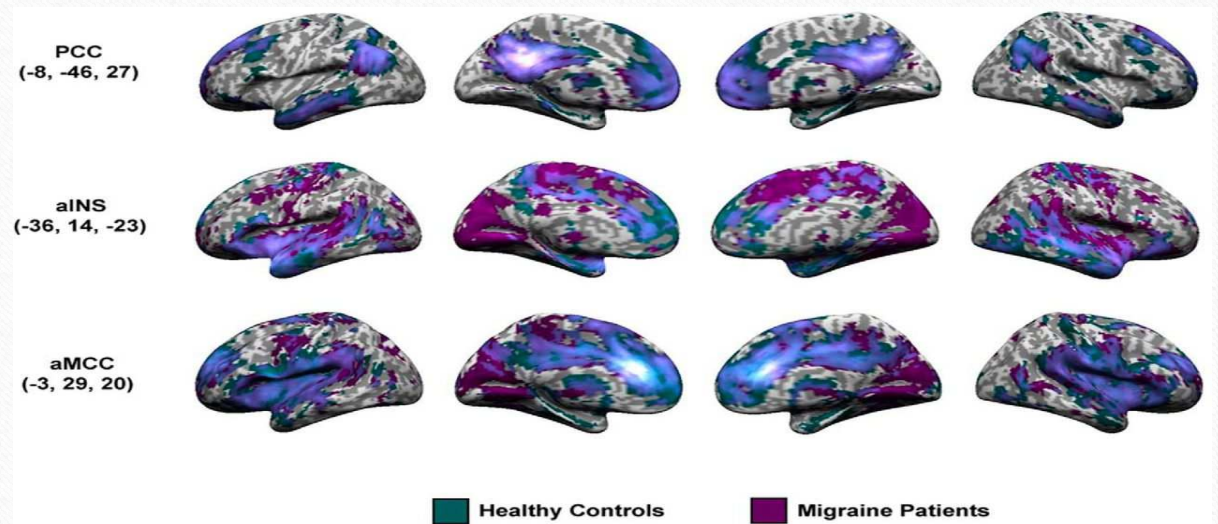 PCC
(-8, -46, 27)
aINS
(-36, 14, -23)
aMCC
(-3, 29, 20)
Healthy Controls
Migraine Patients